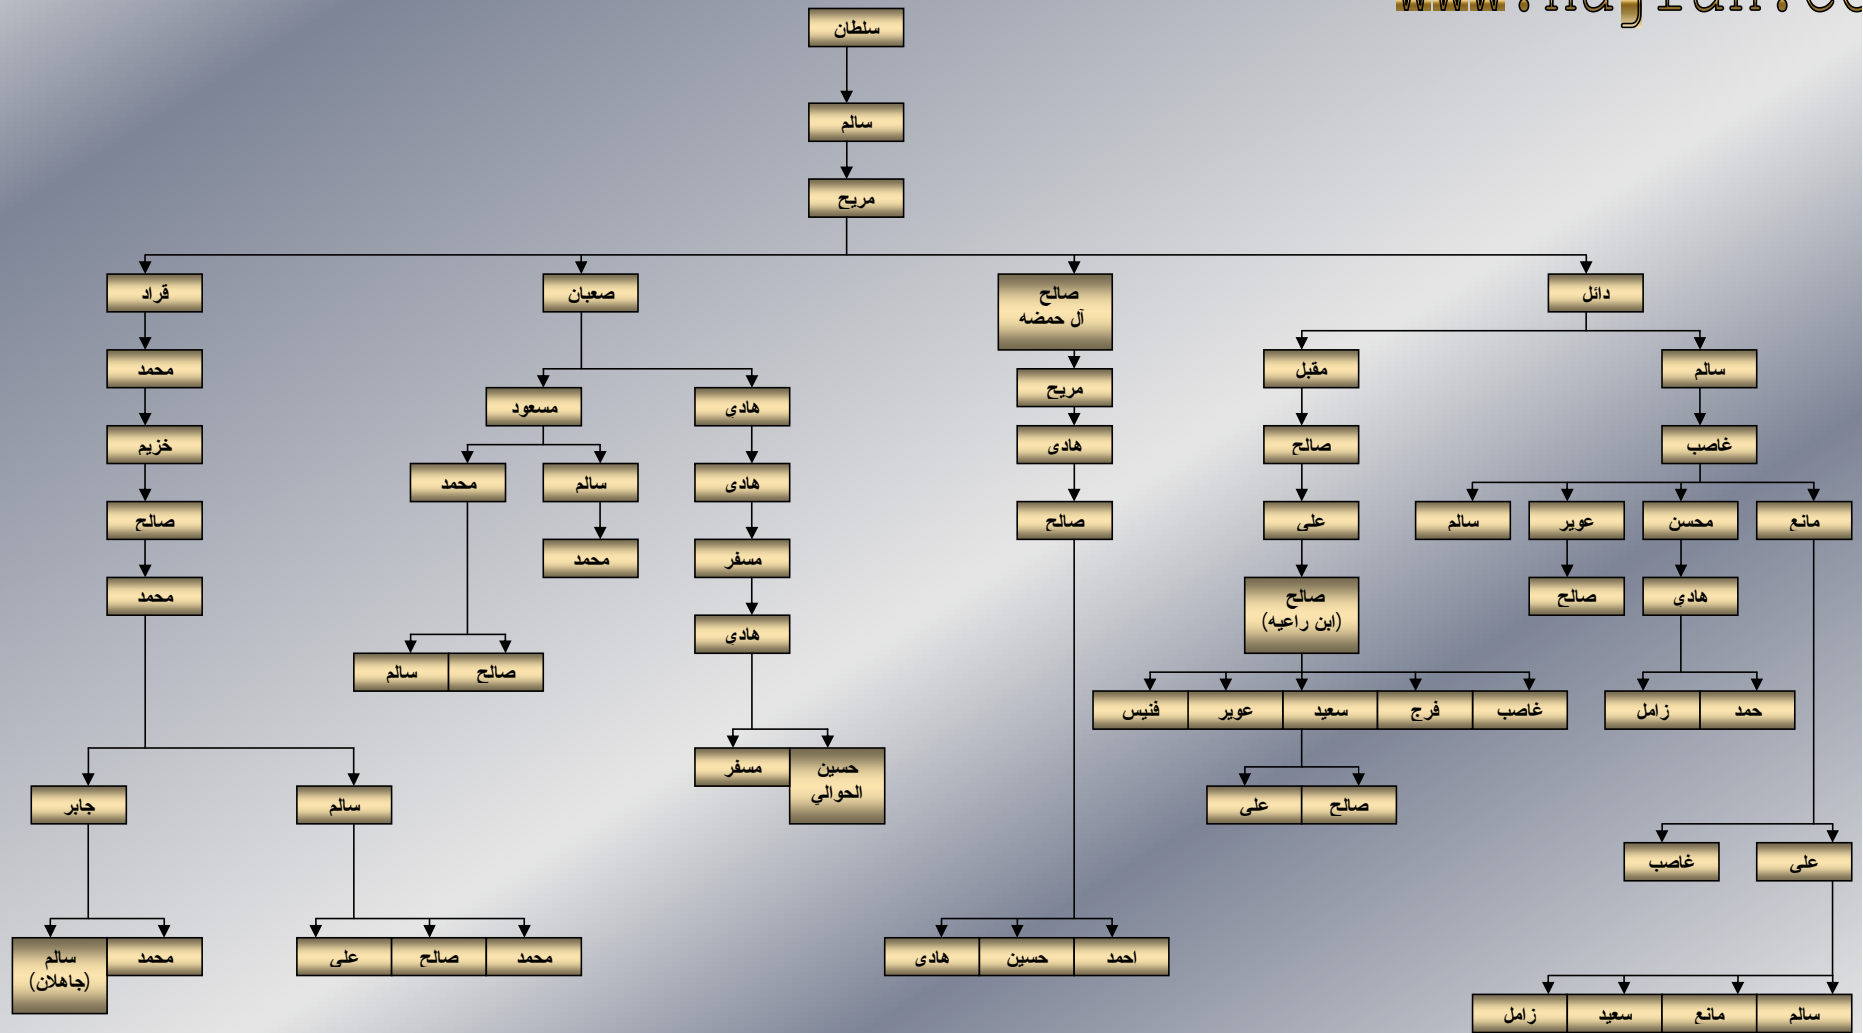 سلطان
سالم
مريح
دائل
صالح
آل حمضه
صعبان
قراد
سالم
مقبل
مريح
هادي
مسعود
محمد
غاصب
صالح
هادى
هادى
سالم
محمد
خزيم
مانع
محسن
عوير
سالم
على
صالح
مسفر
محمد
صالح
هادى
صالح
صالح
(ابن راعيه)
هادي
صالح
سالم
محمد
حمد
زامل
غاصب
فرج
سعيد
عوير
فنيس
حسين
الحوالي
مسفر
صالح
على
سالم
جابر
على
غاصب
احمد
حسين
هادى
محمد
صالح
على
محمد
سالم
(جاهلان)
سالم
مانع
سعيد
زامل